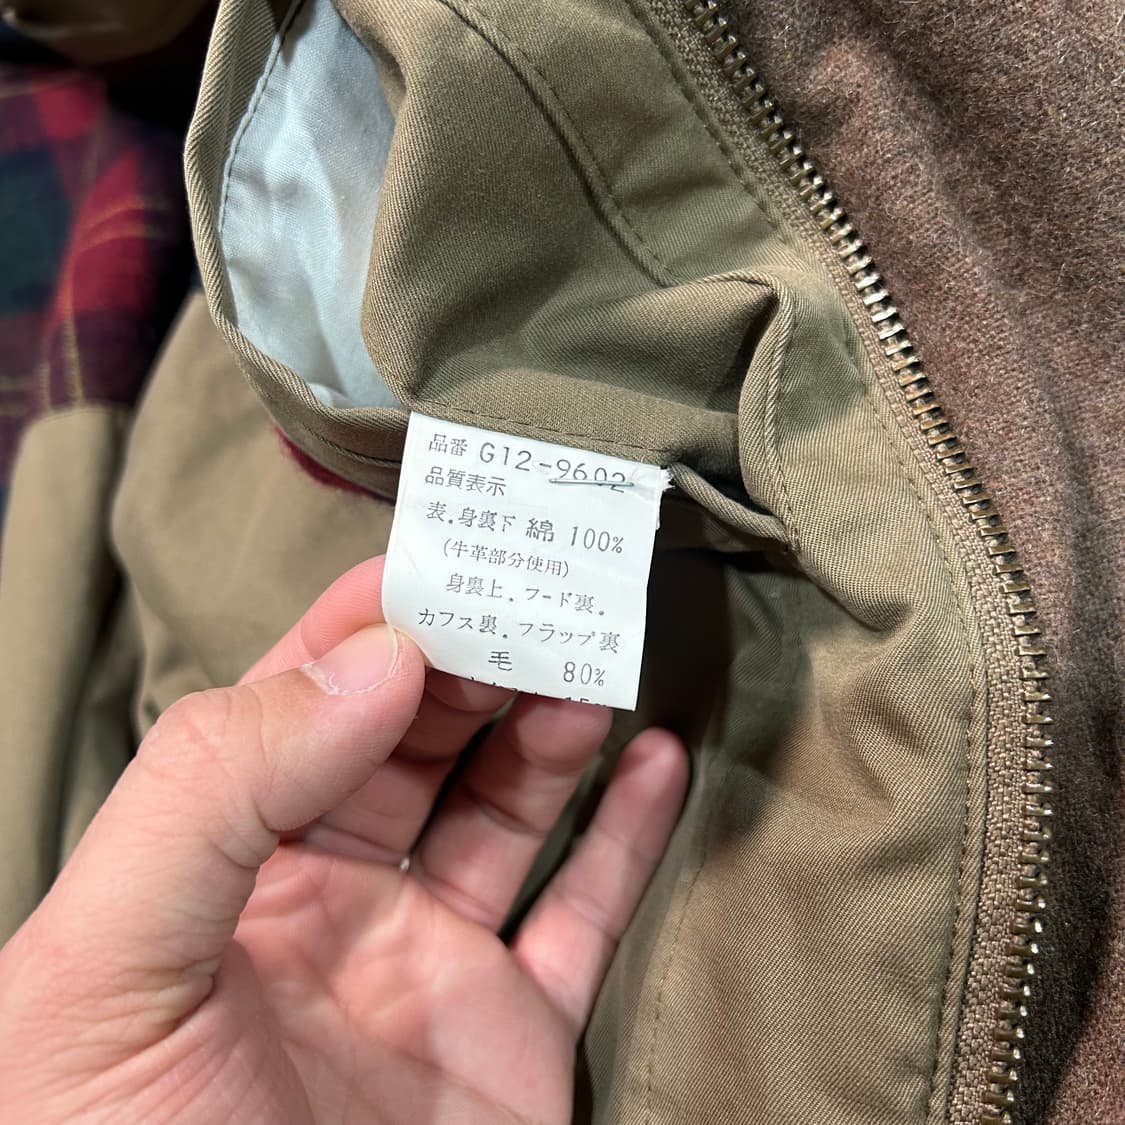 品番 G12-9602
品質表示
表.身裏下 綿 100%
(牛革部分使用)
身裏上.フード裏.
カフス裏.フラップ裏
毛 80%